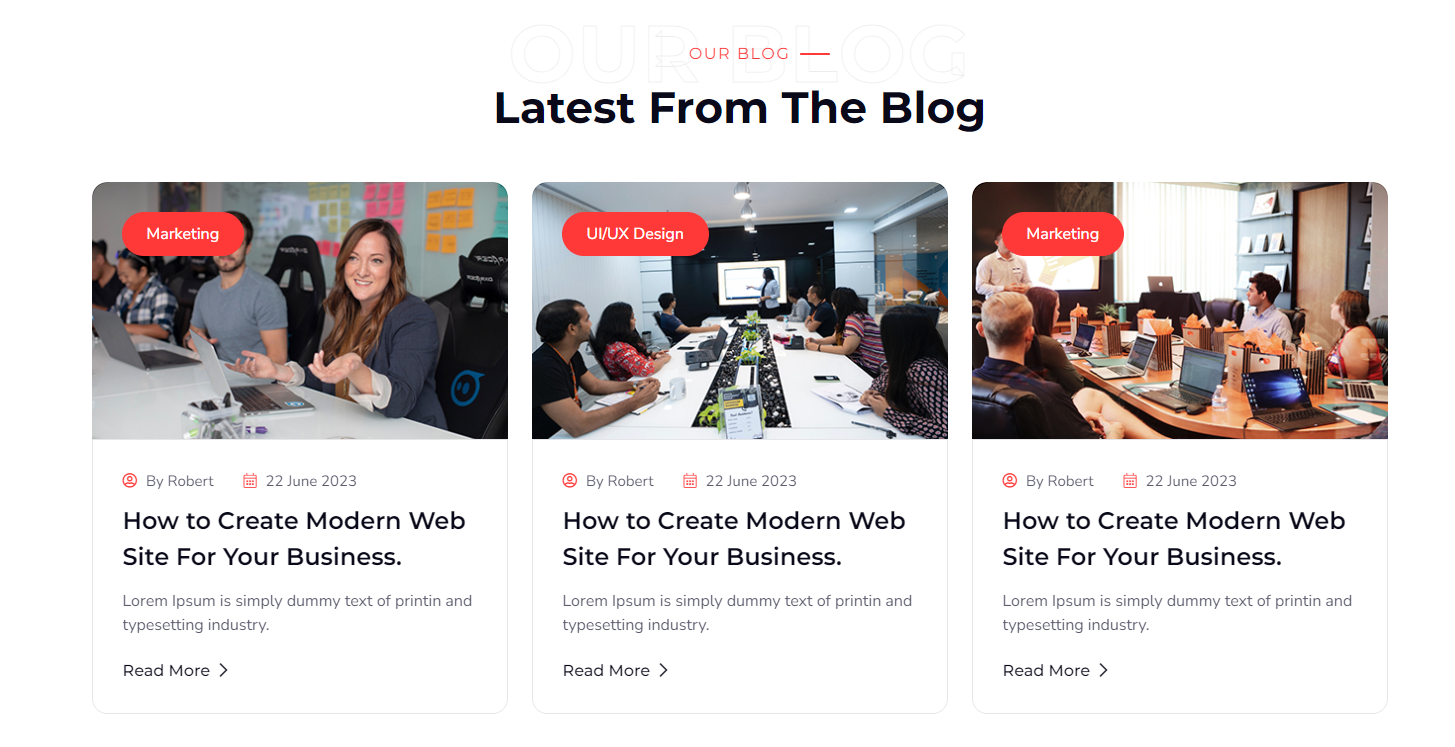 OUR BLOG
OUR BLOG
Latest From The Blog
Marketing
By Robert 22 June 2023
How to Create Modern Web
Site For Your Business.
Lorem Ipsum is simply dummy text of printin and
typesetting industry.
Read More
UI/UX Design
By Robert 22 June 2023
How to Create Modern Web
Site For Your Business.
Lorem Ipsum is simply dummy text of printin and
typesetting industry.
Read More
Marketing
By Robert 22 June 2023
How to Create Modern Web
Site For Your Business.
Lorem Ipsum is simply dummy text of printin and
typesetting industry.
Read More